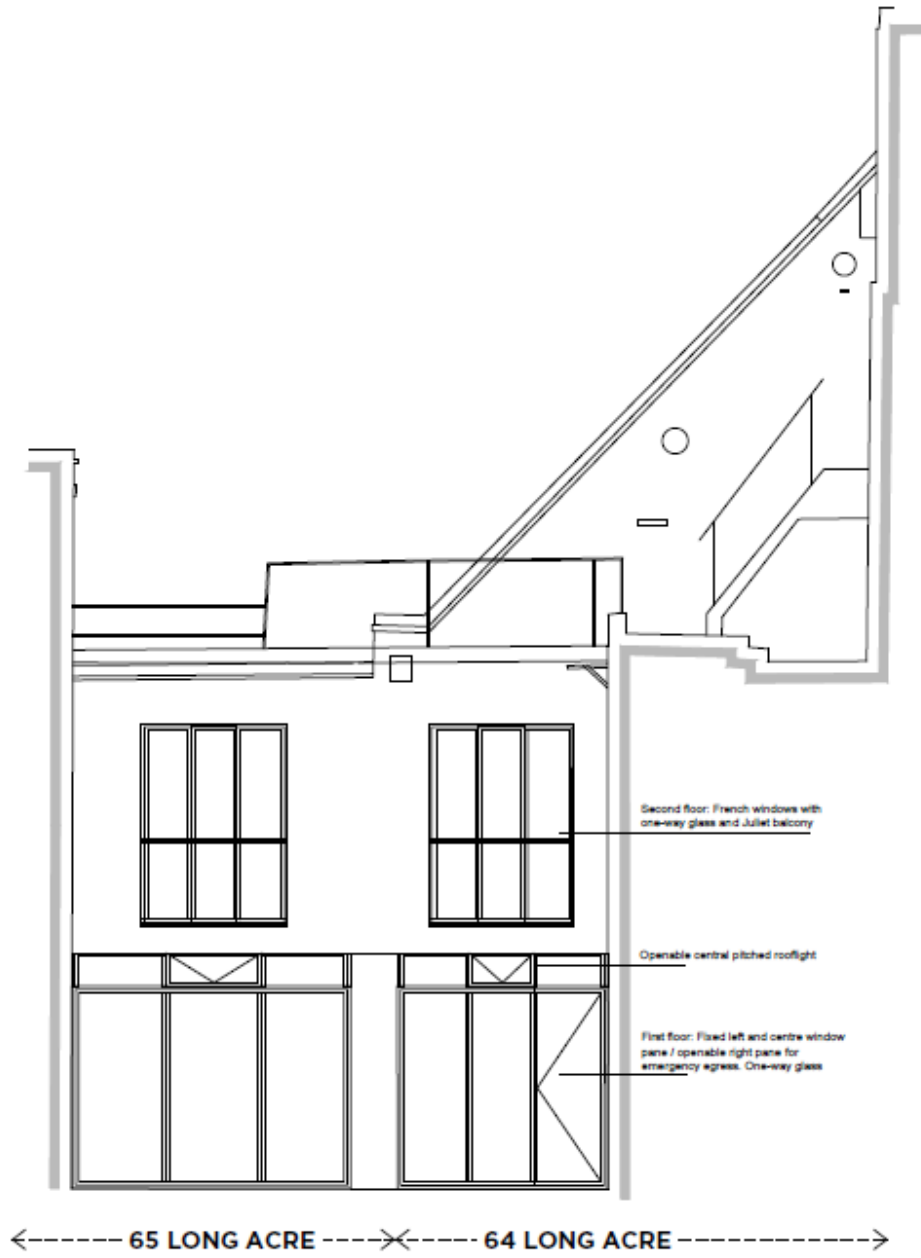 Second floor: French windows with
one-way glass and Juliet balcony
Openable central pitched rooflight
First floor: Fixed left and centre window
pane / openable right pane for
emergency egress. One-way glass
65 LONG ACRE
64 LONG ACRE